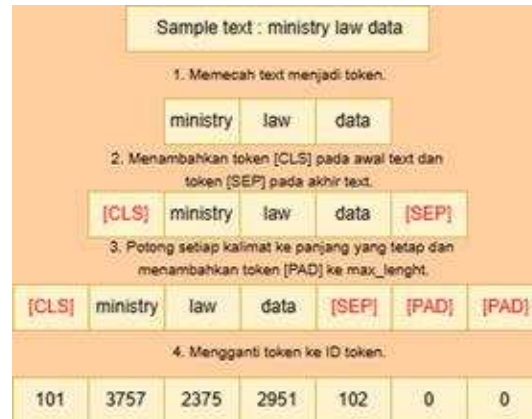 Sample text : ministry law data
1. Memecah text menjadi token.
ministry law data
2. Menambahkan token [CLS] pada awal text dan
token [SEP] pada akhir text.
[CLS] ministry law data [SEP]
3. Potong setiap kalimat ke panjang yang tetap dan
menambahkan token [PAD] ke max_lenght.
[CLS] ministry law data [SEP] [PAD] [PAD]
4. Mengganti token ke ID token.
101 3757 2375 2951 102 0 0